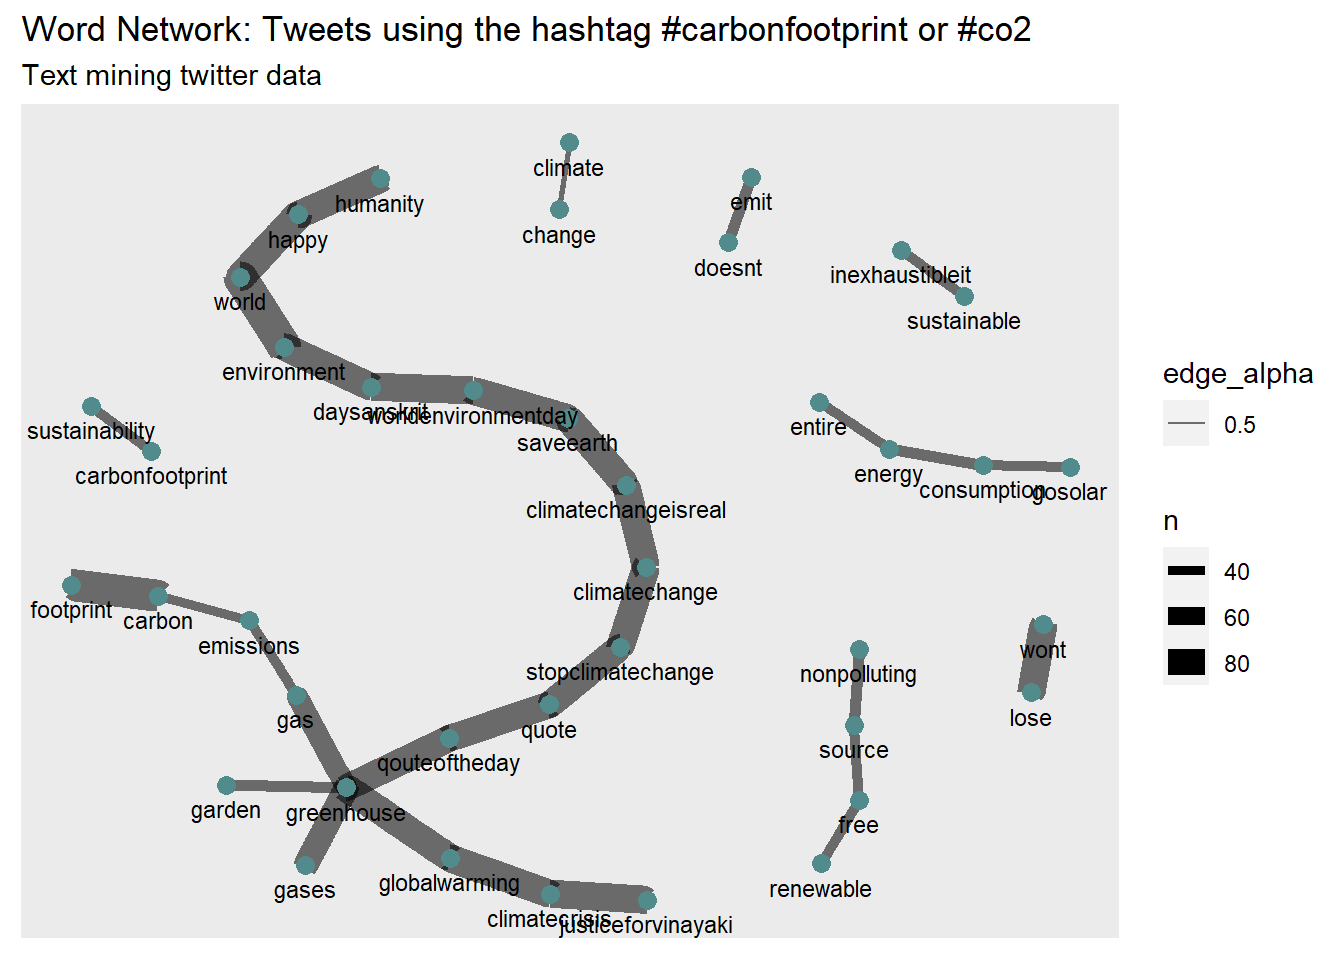 Word Network: Tweets using the hashtag #carbonfootprint or #co2
Text mining twitter data
climate
humanity
emit
change
happy
doesnt
inexhaustibleit
world
sustainable
environment
daysanskrit
wordenvironmentday
saveearth
entire
sustainability
carbonfootprint
energy
consumption
gosolar
climatechangeisreal
climatechange
footprint
carbon
emissions
stopclimatechange
nonpolluting
wont
gas
quote
lose
source
qouteoftheday
garden
greenhouse
free
gases
globalwarming
renewable
climatecrisis
justiceforvinayaki
edge_alpha
0.5
n
40
60
80